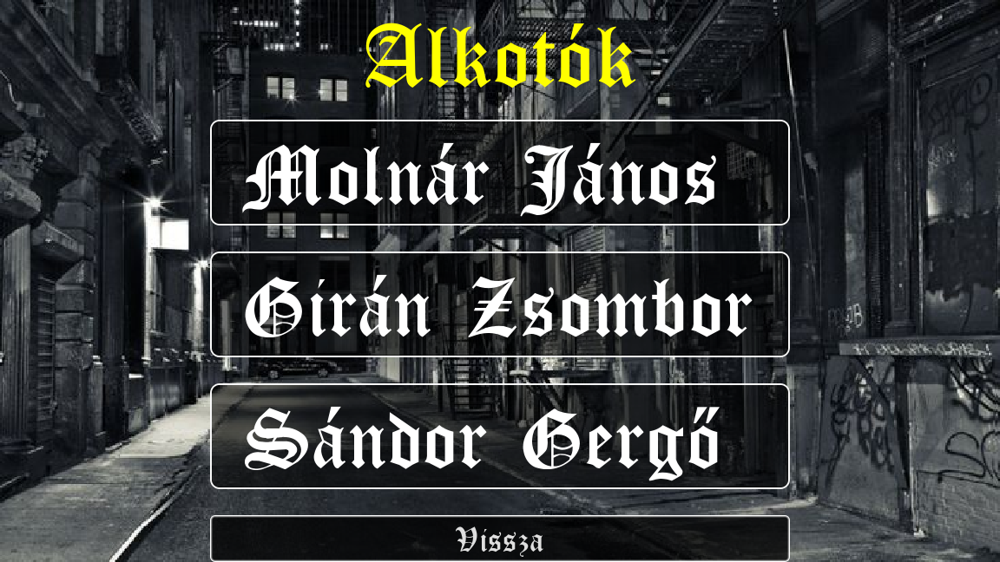 Alkotók
Molnár János
Girán Zsombor
Sándor Gergő
Vissza